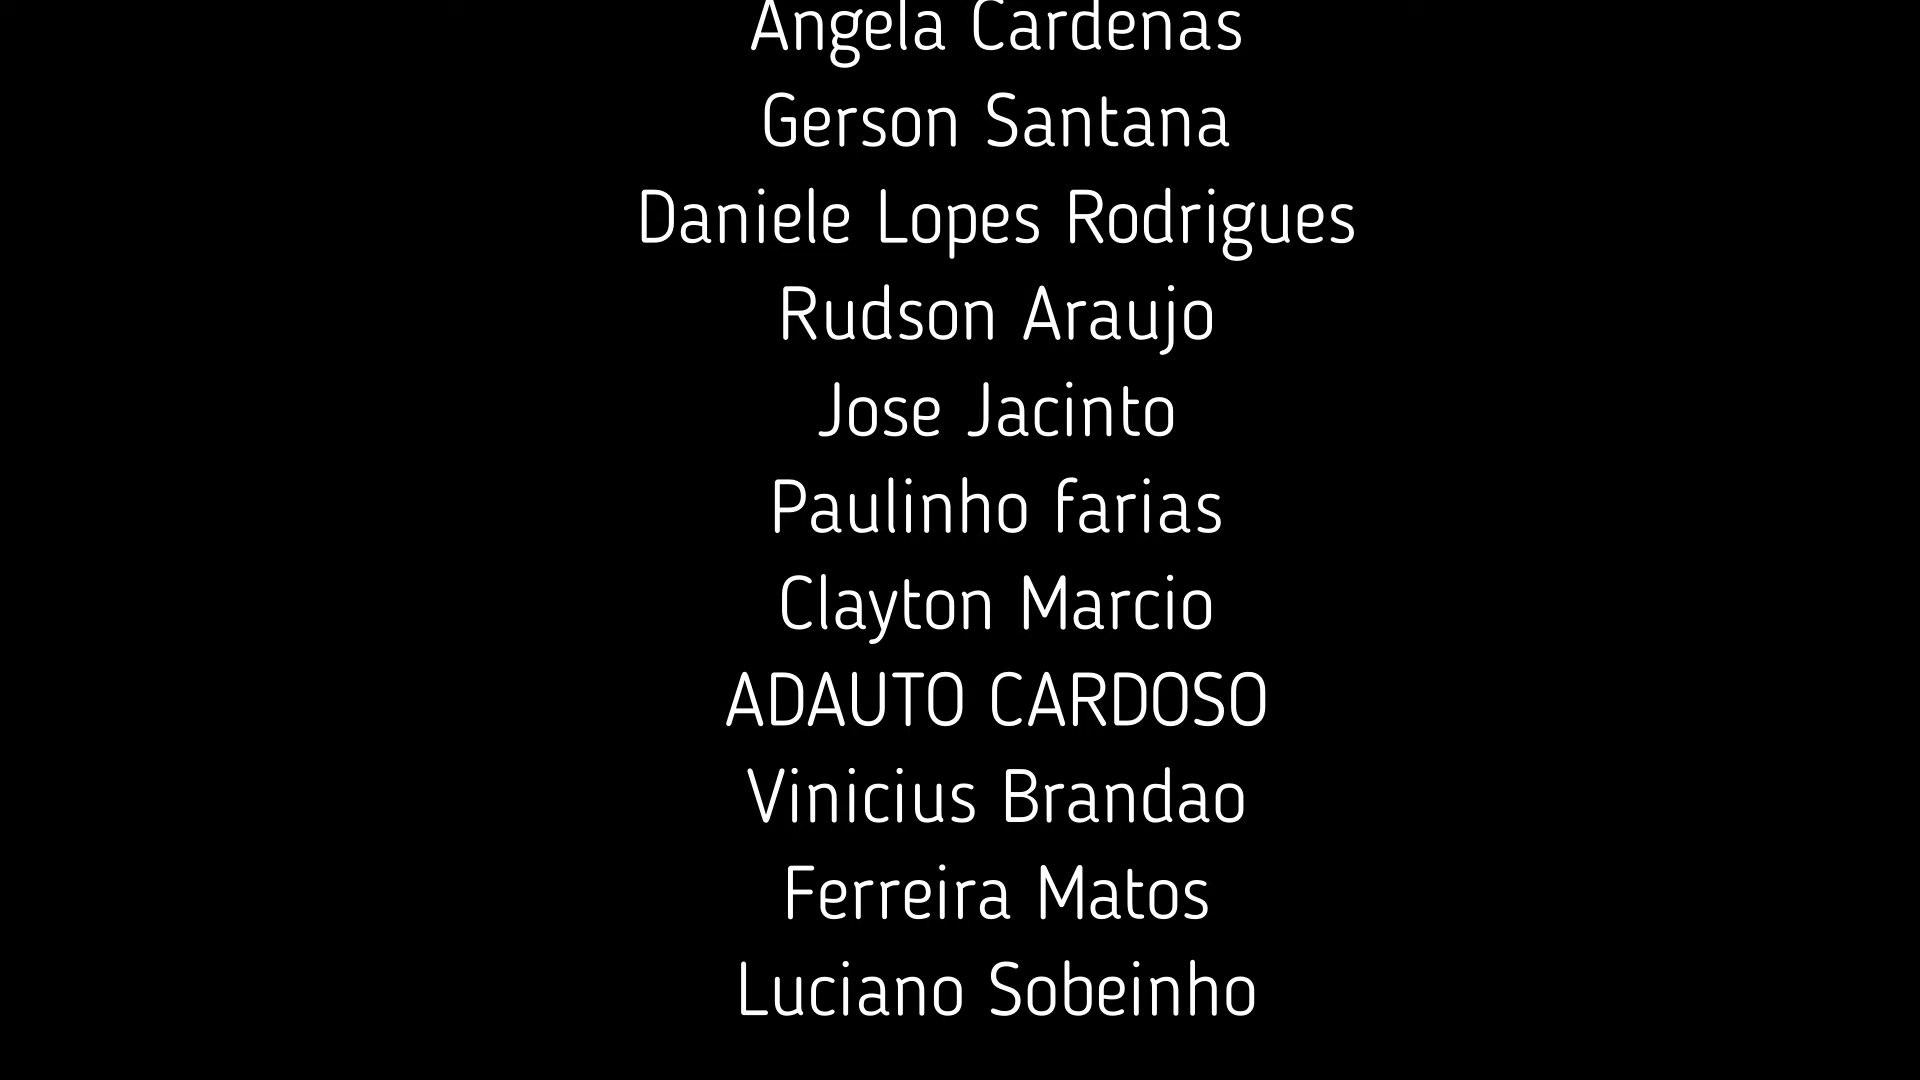 Angela Cardenas
Gerson Santana
Daniele Lopes Rodrigues
Rudson Araujo
Jose Jacinto
Paulinho farias
Clayton Marcio
ADAUTO CARDOSO
Vinicius Brandao
Ferreira Matos
Luciano Sobeinho